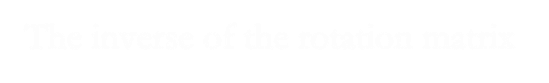 The inverse of the rotation matrix